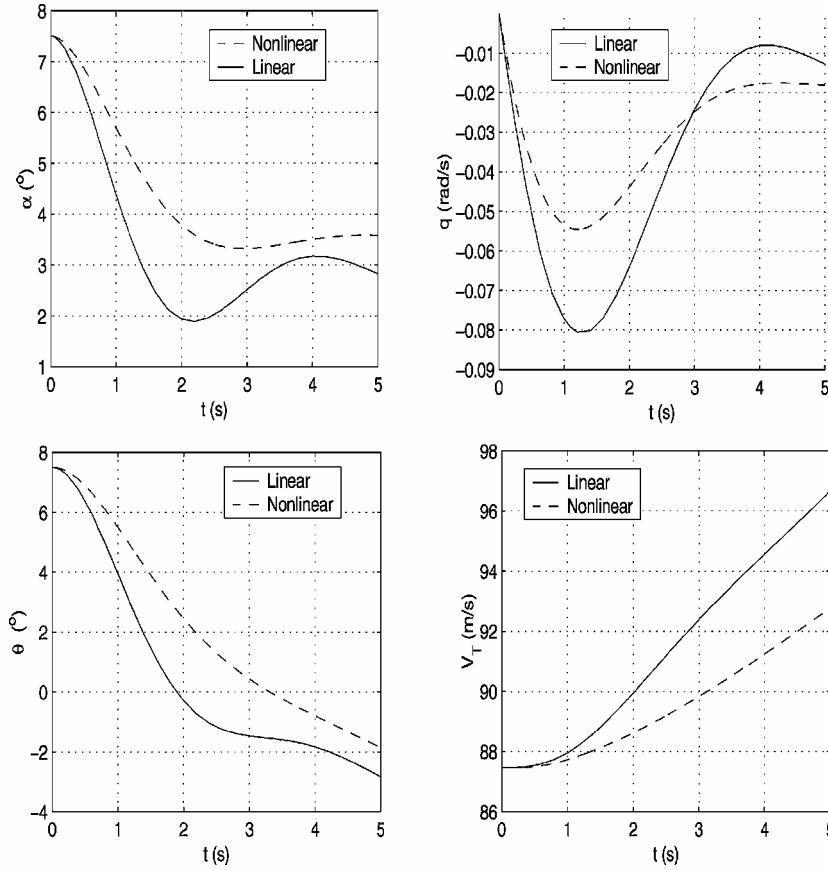 8
7
6
5
4
3
2
1
α (°)
Nonlinear
Linear
0 1 2 3 4 5
t (s)
-0.01
-0.02
-0.03
-0.04
-0.05
-0.06
-0.07
-0.08
-0.09
q (rad/s)
Linear
Nonlinear
0 1 2 3 4 5
t (s)
8
6
4
2
0
-2
-4
θ (°)
Linear
Nonlinear
0 1 2 3 4 5
t (s)
98
96
94
92
90
88
86
V_T (m/s)
Linear
Nonlinear
0 1 2 3 4 5
t (s)